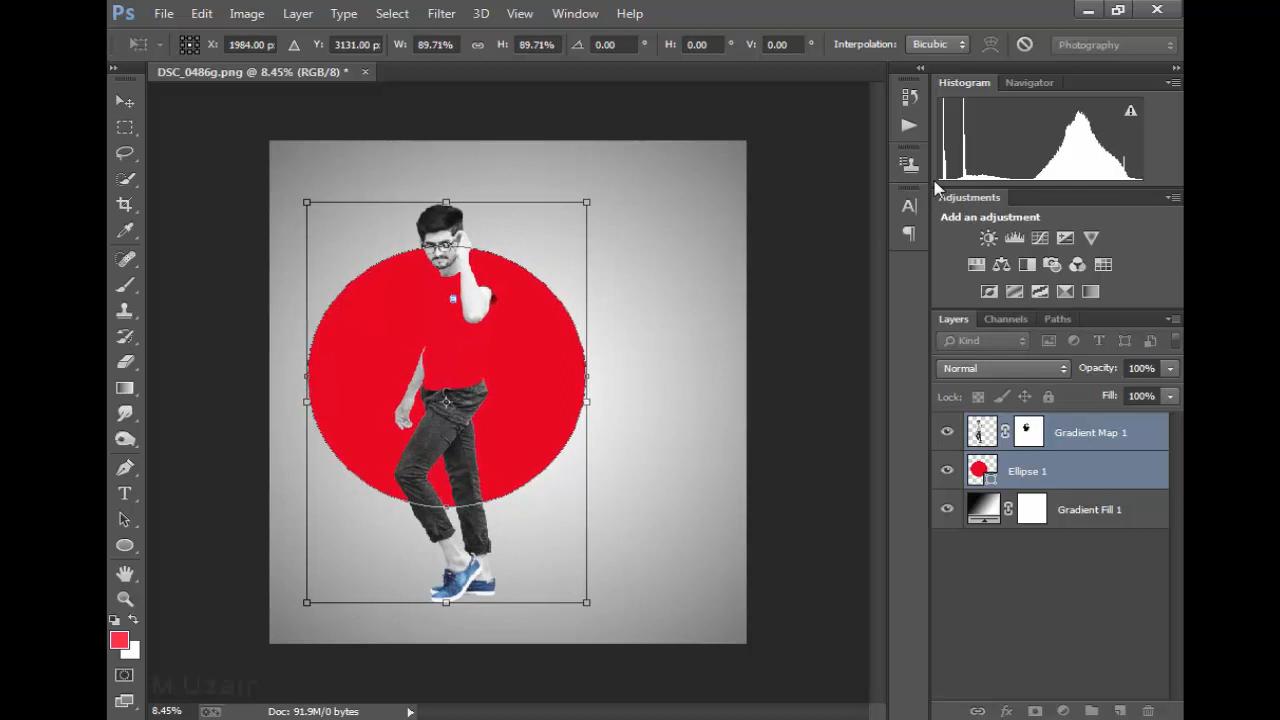 Ps File Edit Image Layer Type Select Filter 3D View Window Help
X: 1984.00 px Y: 3131.00 px W: 89.71% H: 89.71% 0.00 ° H: 0.00 ° V: 0.00 ° Interpolation: Bicubic Photography
DSC_0486g.png @ 8.45% (RGB/8) * ×
Histogram Navigator
Adjustments
Add an adjustment
Layers Channels Paths
Kind
Normal Opacity: 100%
Lock: Fill: 100%
Gradient Map 1
Ellipse 1
Gradient Fill 1
M.Uzair
8.45% Doc: 91.9M/0 bytes